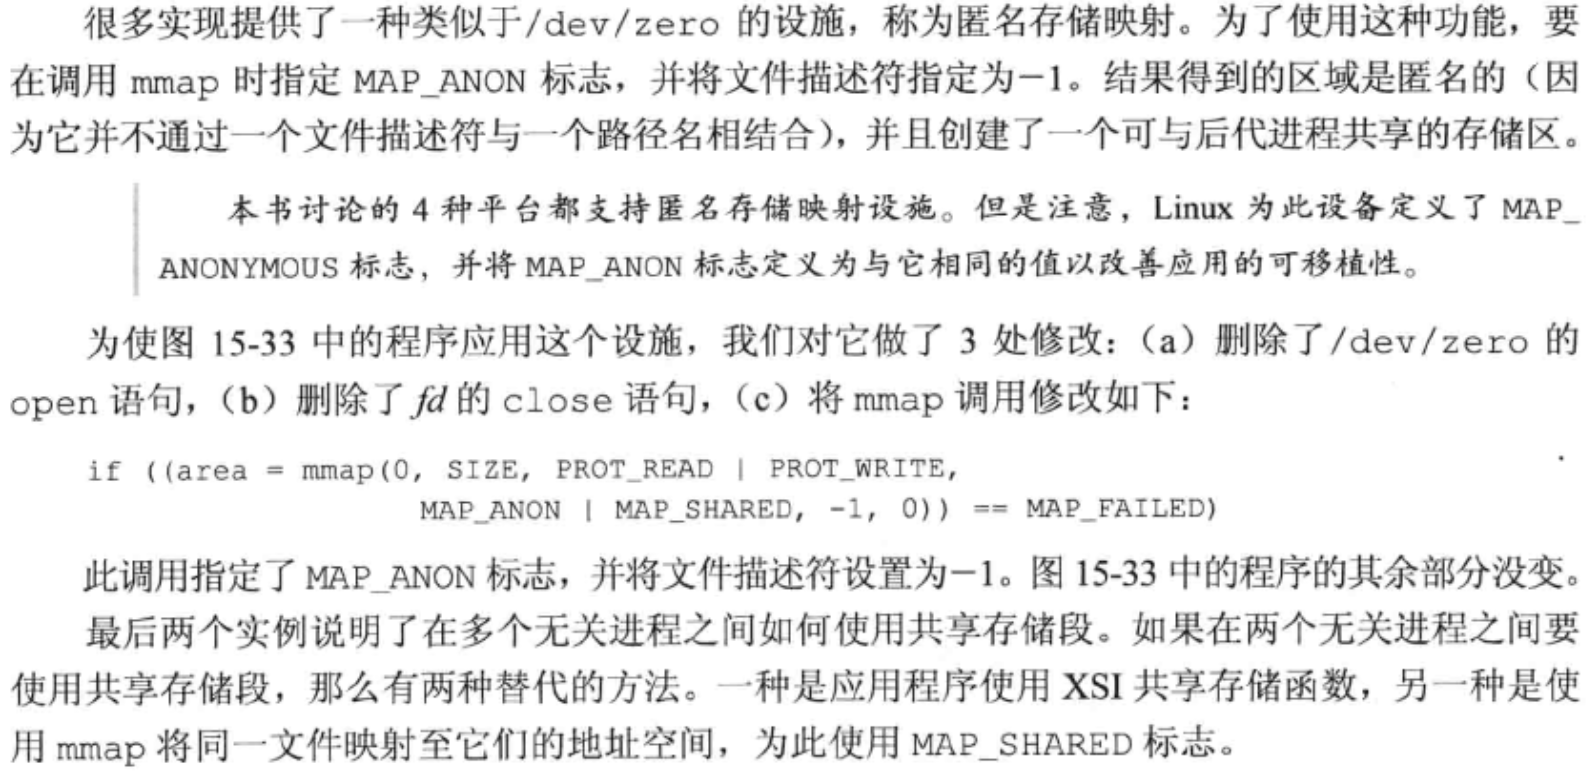 很多实现提供了一种类似于/dev/zero 的设施，称为匿名存储映射。为了使用这种功能，要
在调用 mmap 时指定 MAP_ANON 标志，并将文件描述符指定为－1。结果得到的区域是匿名的（因
为它并不通过一个文件描述符与一个路径名相结合），并且创建了一个可与后代进程共享的存储区。
本书讨论的 4 种平台都支持匿名存储映射设施。但是注意，Linux 为此设备定义了 MAP_
ANONYMOUS 标志，并将 MAP_ANON 标志定义为与它相同的值以改善应用的可移植性。
为使图 15-33 中的程序应用这个设施，我们对它做了 3 处修改：（a）删除了/dev/zero 的
open 语句，（b）删除了 fd 的 close 语句，（c）将 mmap 调用修改如下：
if ((area = mmap(0, SIZE, PROT_READ | PROT_WRITE,
MAP_ANON | MAP_SHARED, -1, 0)) == MAP_FAILED)
此调用指定了 MAP_ANON 标志，并将文件描述符设置为－1。图 15-33 中的程序的其余部分没变。
最后两个实例说明了在多个无关进程之间如何使用共享存储段。如果在两个无关进程之间要
使用共享存储段，那么有两种替代的方法。一种是应用程序使用 XSI 共享存储函数，另一种是使
用 mmap 将同一文件映射至它们的地址空间，为此使用 MAP_SHARED 标志。